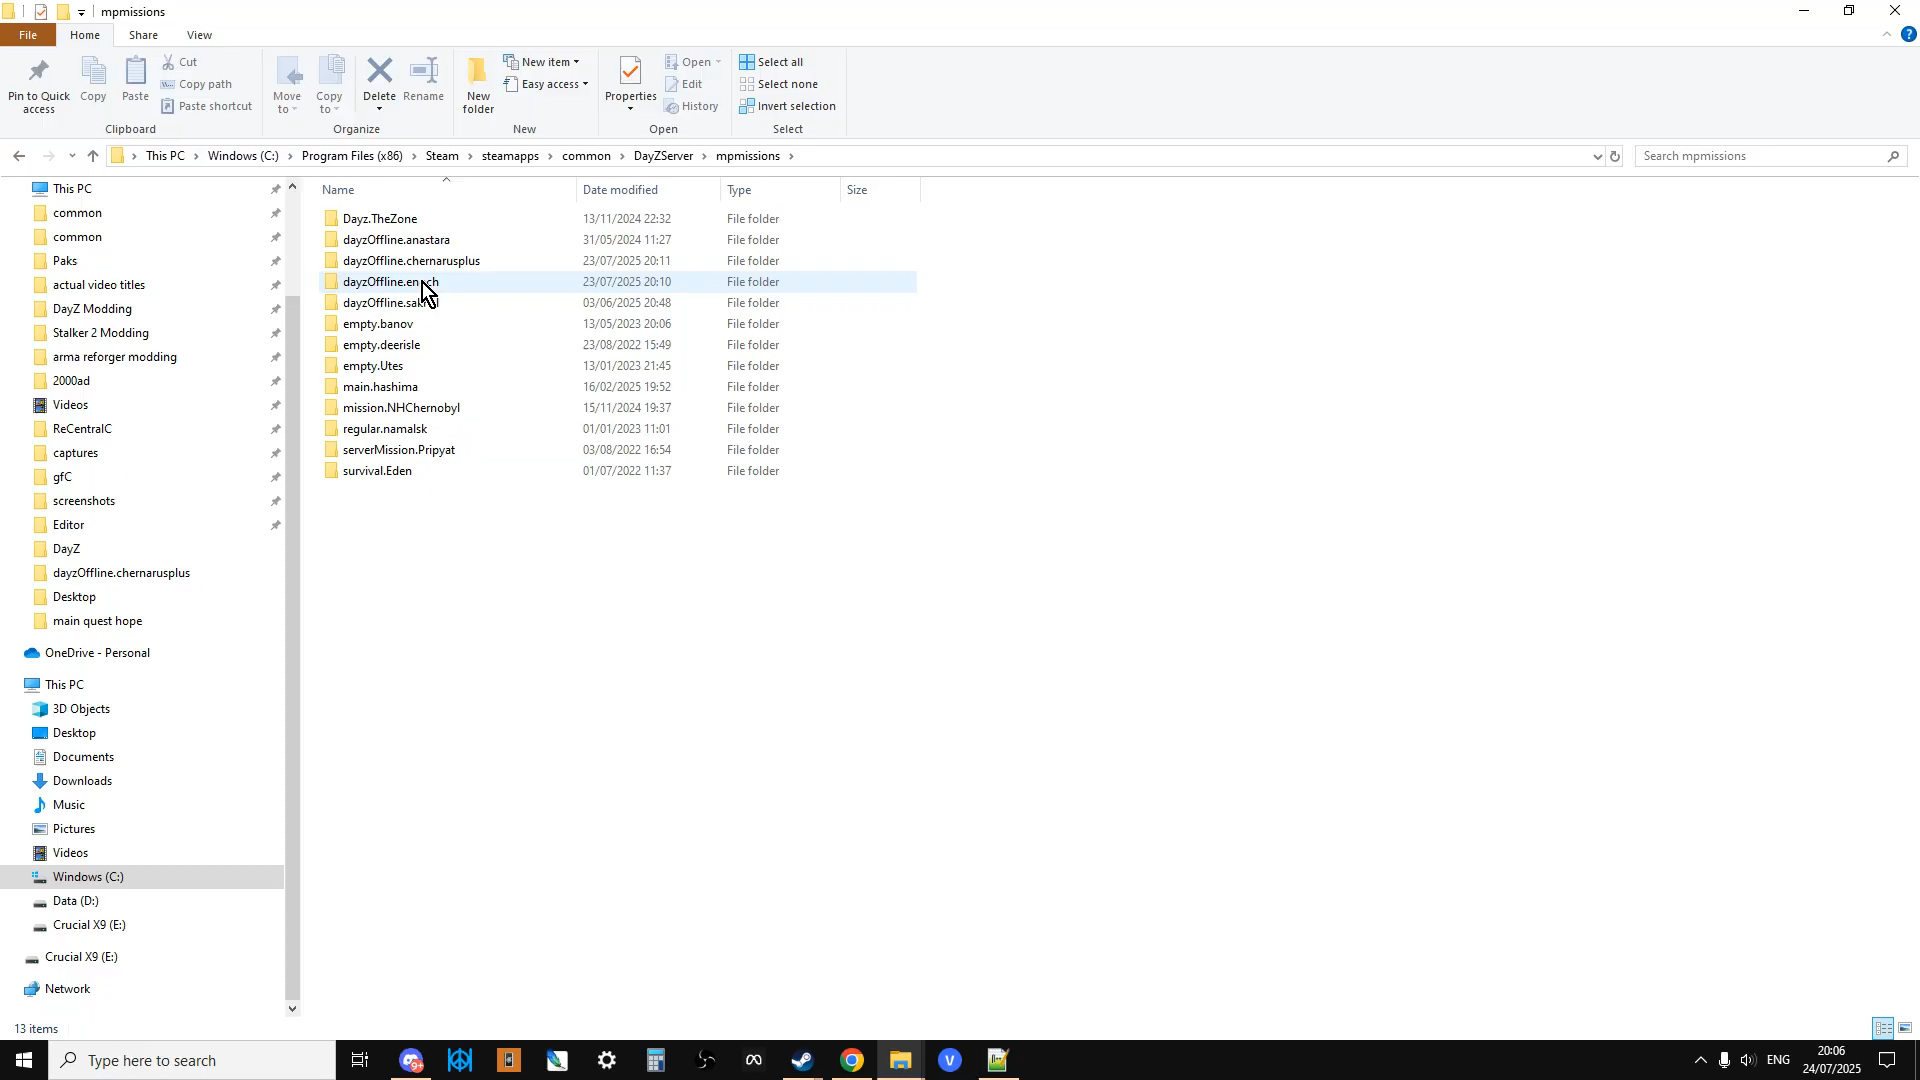 mpmissions
File
Home
Share
View
Pin to Quick access
Copy
Paste
Cut
Copy path
Paste shortcut
Clipboard
Move to
Copy to
Delete
Rename
Organize
New folder
New item
Easy access
New
Properties
Open
Edit
History
Open
Select all
Select none
Invert selection
Select
This PC > Windows (C:) > Program Files (x86) > Steam > steamapps > common > DayZServer > mpmissions >
Search mpmissions
This PC
common
common
Paks
actual video titles
DayZ Modding
Stalker 2 Modding
arma reforger modding
2000ad
Videos
ReCentralC
captures
gfC
screenshots
Editor
DayZ
dayzOffline.chernarusplus
Desktop
main quest hope
OneDrive - Personal
This PC
3D Objects
Desktop
Documents
Downloads
Music
Pictures
Videos
Windows (C:)
Data (D:)
Crucial X9 (E:)
Crucial X9 (E:)
Network
Name Date modified Type Size
Dayz.TheZone 13/11/2024 22:32 File folder
dayzOffline.anastara 31/05/2024 11:27 File folder
dayzOffline.chernarusplus 23/07/2025 20:11 File folder
23/07/2025 20:10 File folder
03/06/2025 20:48 File folder
empty.banov 13/05/2023 20:06 File folder
empty.deerisle 23/08/2022 15:49 File folder
empty.Utes 13/01/2023 21:45 File folder
main.hashima 16/02/2025 19:52 File folder
mission.NHChernobyl 15/11/2024 19:37 File folder
regular.namalsk 01/01/2023 11:01 File folder
serverMission.Pripyat 03/08/2022 16:54 File folder
survival.Eden 01/07/2022 11:37 File folder
13 items
Type here to search
ENG
20:06
24/07/2025